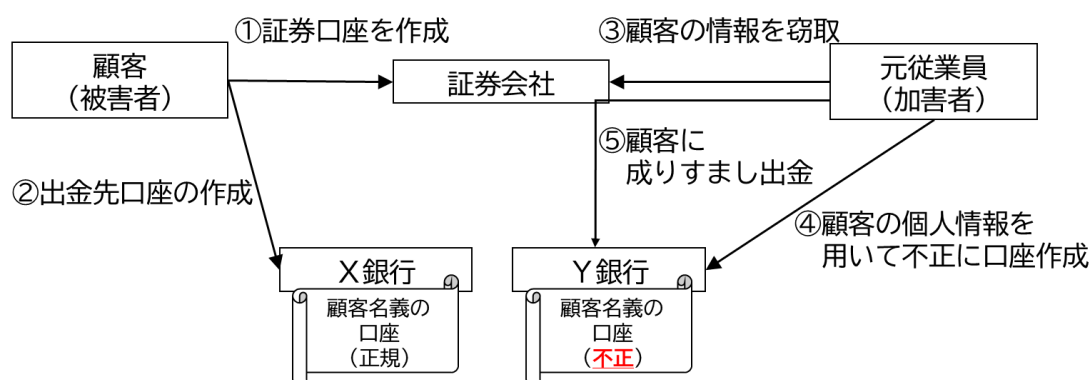 ①証券口座を作成
③顧客の情報を窃取
顧客
（被害者）
証券会社
元従業員
（加害者）
⑤顧客に
成りすまし出金
②出金先口座の作成
④顧客の個人情報を
用いて不正に口座作成
Ｘ銀行
顧客名義の
口座
（正規）
Ｙ銀行
顧客名義の
口座
（不正）